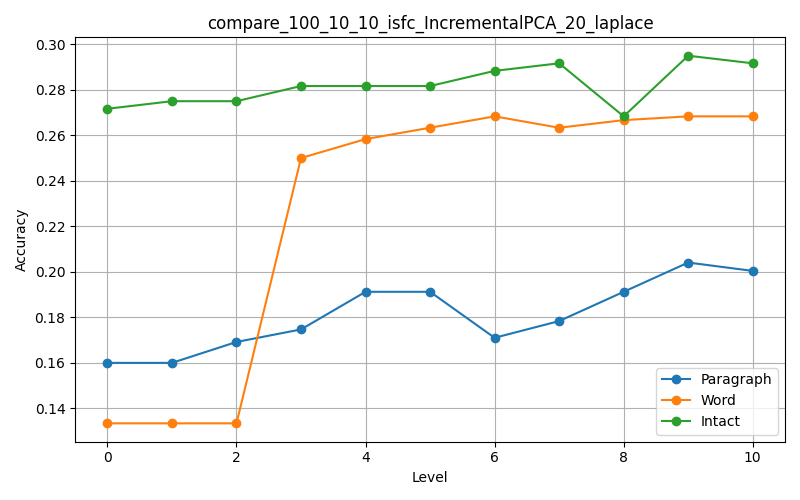 compare_100_10_10_isfc_IncrementalPCA_20_laplace
Accuracy
0.30
0.28
0.26
0.24
0.22
0.20
0.18
0.16
0.14
Paragraph
Word
Intact
0 2 4 6 8 10
Level